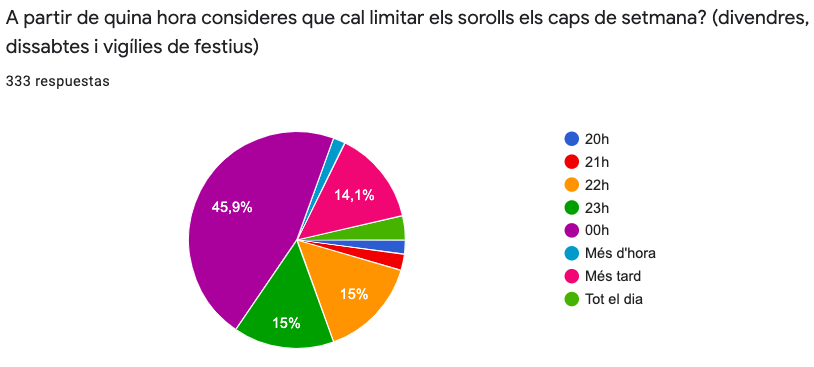 A partir de quina hora consideres que cal limitar els sorolls els caps de setmana? (divendres,
dissabtes i vigílies de festius)
333 respuestas
20h
21h
22h
23h
00h
Més d'hora
Més tard
Tot el dia
45,9%
14,1%
15%
15%